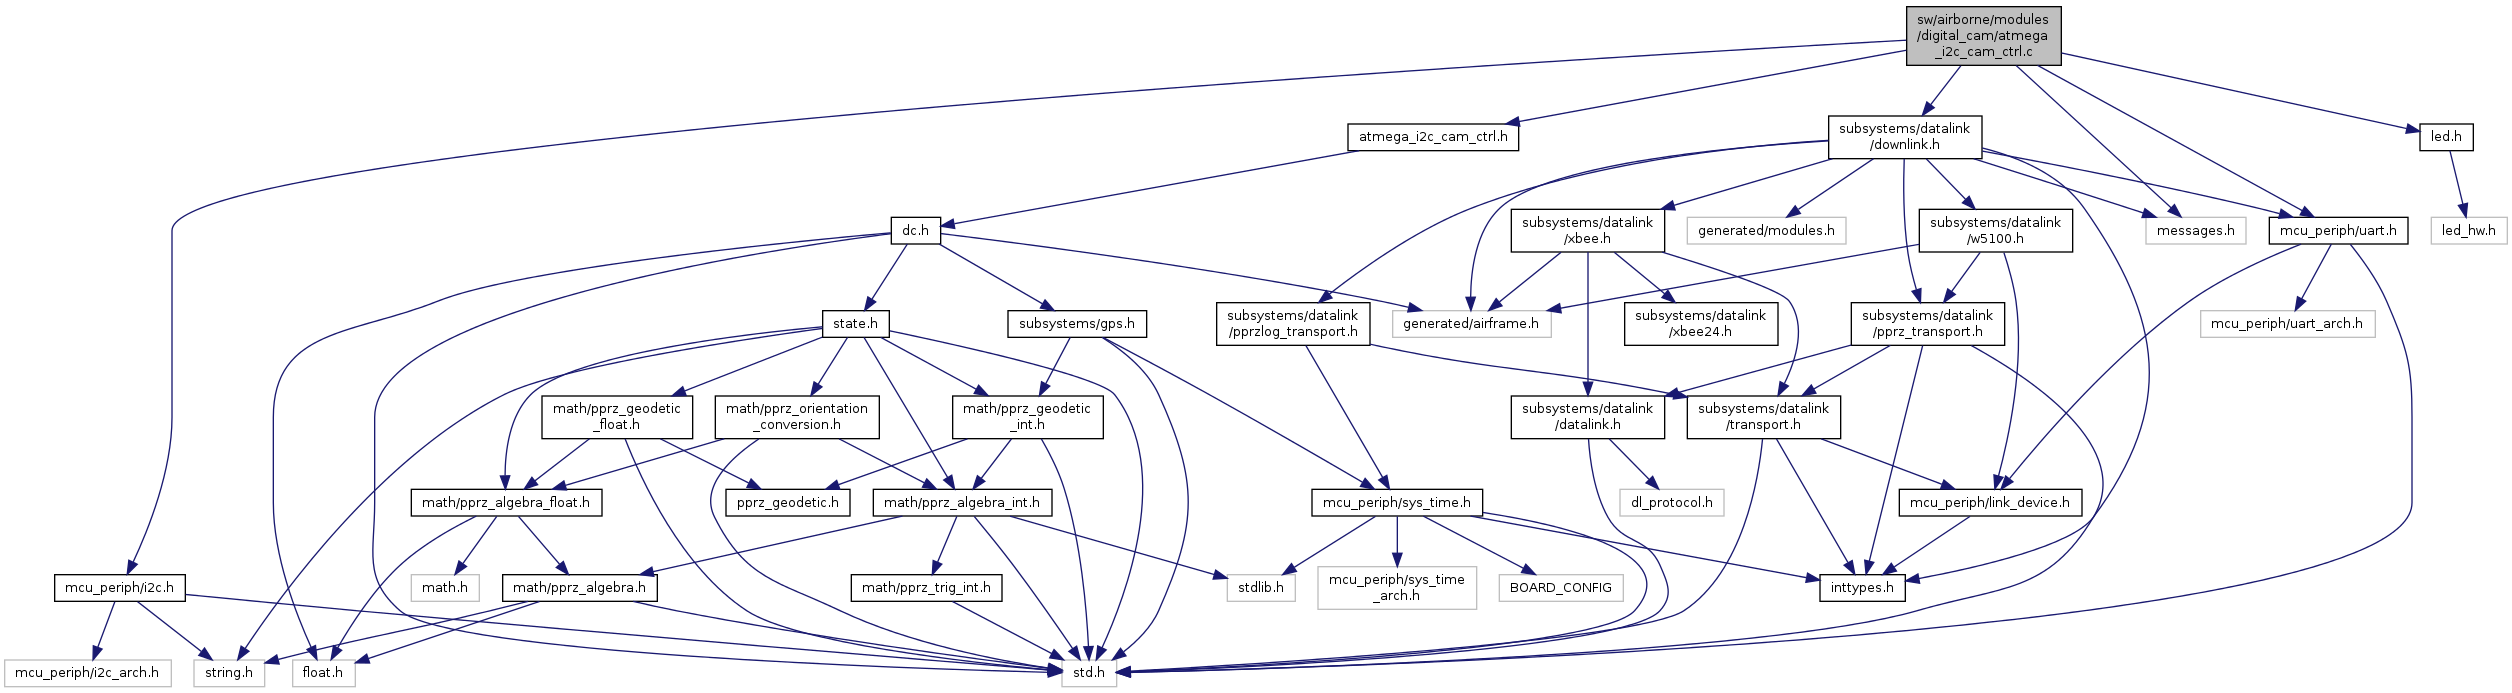 sw/airborne/modules
/digital_cam/atmega
_i2c_cam_ctrl.c
atmega_i2c_cam_ctrl.h
subsystems/datalink
/downlink.h
led.h
dc.h
subsystems/datalink
/xbee.h
generated/modules.h
subsystems/datalink
/w5100.h
messages.h
mcu_periph/uart.h
led_hw.h
state.h
subsystems/gps.h
subsystems/datalink
/pprzlog_transport.h
generated/airframe.h
subsystems/datalink
/xbee24.h
subsystems/datalink
/pprz_transport.h
mcu_periph/uart_arch.h
math/pprz_geodetic
_float.h
math/pprz_orientation
_conversion.h
math/pprz_geodetic
_int.h
subsystems/datalink
/datalink.h
subsystems/datalink
/transport.h
math/pprz_algebra_float.h
pprz_geodetic.h
math/pprz_algebra_int.h
mcu_periph/sys_time.h
dl_protocol.h
mcu_periph/link_device.h
mcu_periph/i2c.h
math.h
math/pprz_algebra.h
math/pprz_trig_int.h
stdlib.h
mcu_periph/sys_time
_arch.h
BOARD_CONFIG
inttypes.h
mcu_periph/i2c_arch.h
string.h
float.h
std.h